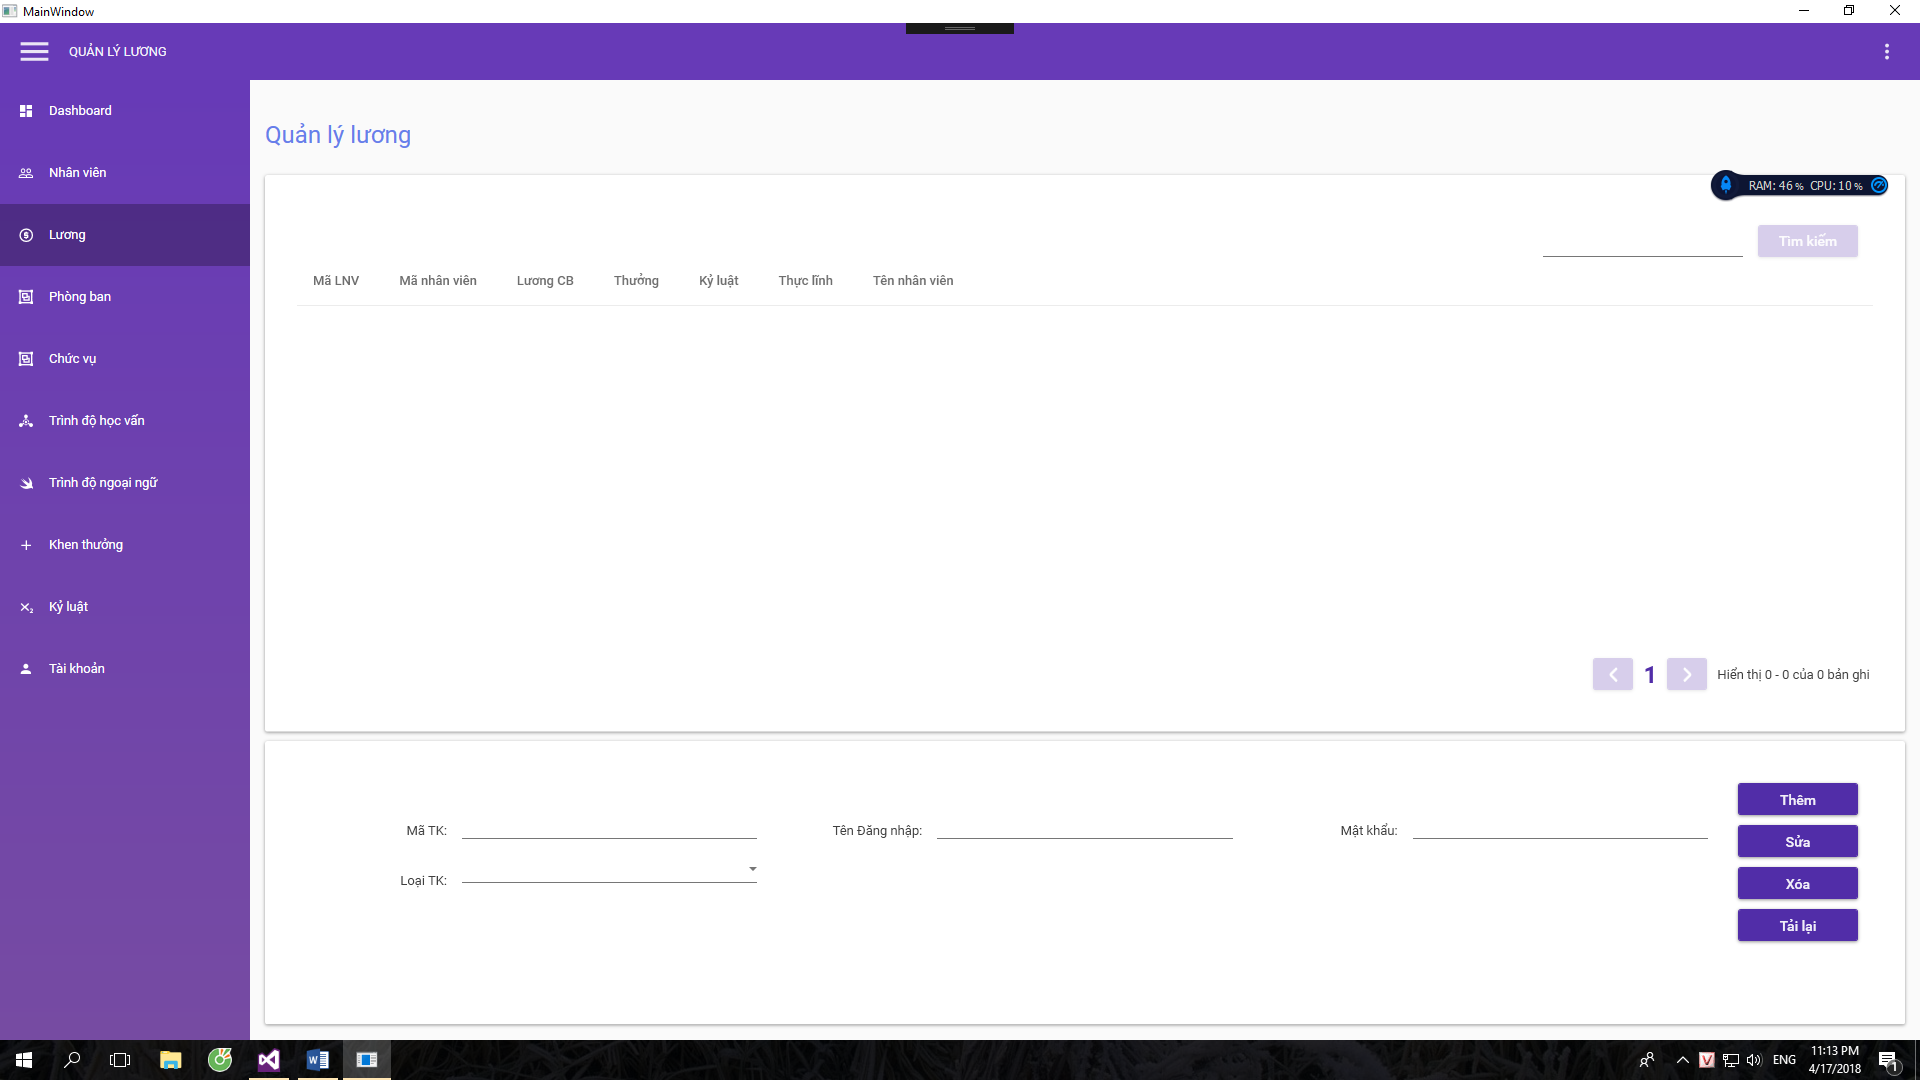 MainWindow
QUẢN LÝ LƯƠNG
Dashboard
Nhân viên
Lương
Phòng ban
Chức vụ
Trình độ học vấn
Trình độ ngoại ngữ
Khen thưởng
Kỷ luật
Tài khoản
Quản lý lương
RAM: 46 % CPU: 10 %
Tìm kiếm
Mã LNV Mã nhân viên Lương CB Thưởng Kỷ luật Thực lĩnh Tên nhân viên
1 Hiển thị 0 - 0 của 0 bản ghi
Mã TK: Tên Đăng nhập: Mật khẩu:
Loại TK:
Thêm
Sửa
Xóa
Tải lại
ENG
11:13 PM
4/17/2018
1